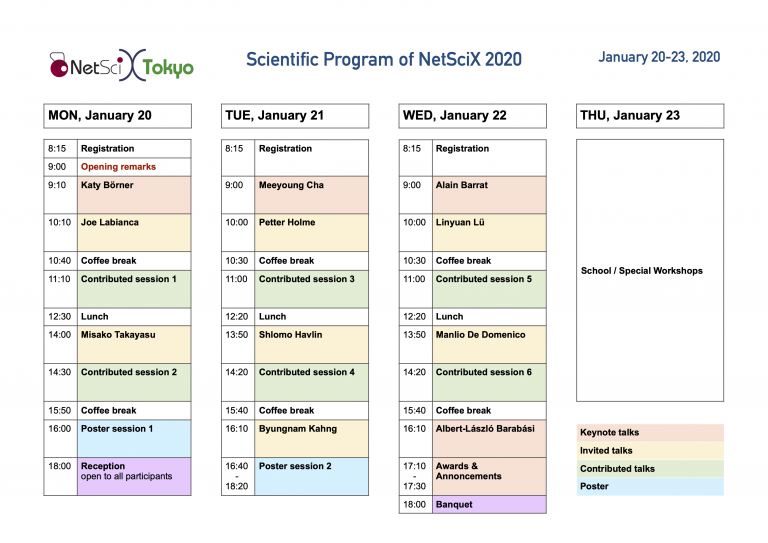 NetSci X Tokyo
Scientific Program of NetSciX 2020
January 20-23, 2020
MON, January 20
8:15 Registration
9:00 Opening remarks
9:10 Katy Börner
10:10 Joe Labianca
10:40 Coffee break
11:10 Contributed session 1
12:30 Lunch
14:00 Misako Takayasu
14:30 Contributed session 2
15:50 Coffee break
16:00 Poster session 1
18:00 Reception
open to all participants
TUE, January 21
8:15 Registration
9:00 Meeyoung Cha
10:00 Petter Holme
10:30 Coffee break
11:00 Contributed session 3
12:20 Lunch
13:50 Shlomo Havlin
14:20 Contributed session 4
15:40 Coffee break
16:10 Byungnam Kahng
16:40 Poster session 2
-
18:20
WED, January 22
8:15 Registration
9:00 Alain Barrat
10:00 Linyuan Lü
10:30 Coffee break
11:00 Contributed session 5
12:20 Lunch
13:50 Manlio De Domenico
14:20 Contributed session 6
15:40 Coffee break
16:10 Albert-László Barabási
17:10 Awards &
- Annoncements
17:30
18:00 Banquet
THU, January 23
School / Special Workshops
Keynote talks
Invited talks
Contributed talks
Poster